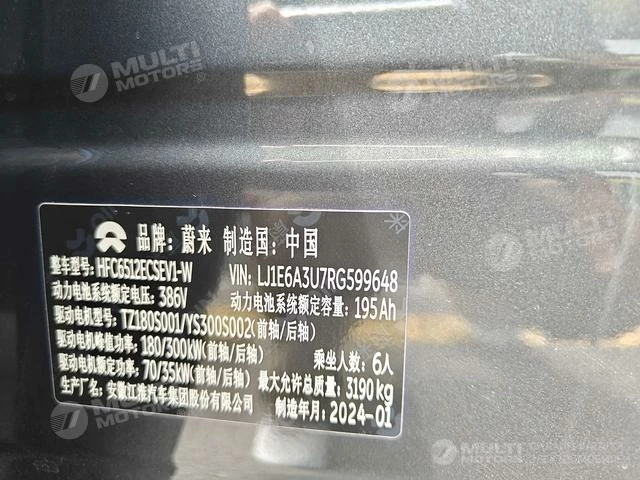 MULTI
MOTORS
MULTI
MOTORS
品牌: 蔚来 制造国: 中国
整车型号: HFC6512ECSEV1-W VIN: LJ1E6A3U7RG599648
动力电池系统额定电压: 386V 动力电池系统额定容量: 195Ah
驱动电机型号: TZ180S001/YS300S002(前轴/后轴)
驱动电机峰值功率: 180/300kW(前轴/后轴) 乘坐人数: 6人
驱动电机额定功率: 70/35kW(前轴/后轴) 最大允许总质量: 3190kg
生产厂名: 安徽江淮汽车集团股份有限公司 制造年月: 2024-01
MULTI
MOTORS
MULTI
MOTORS